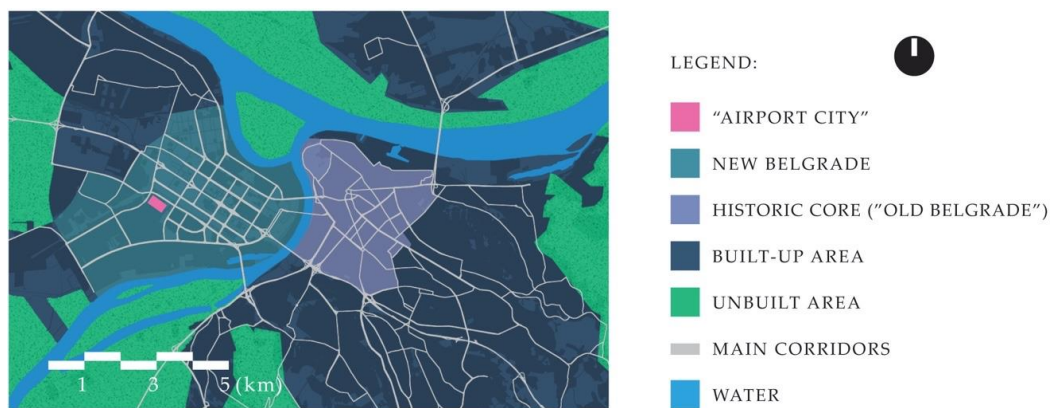 1 3 5 (km)
LEGEND:
"AIRPORT CITY"
NEW BELGRADE
HISTORIC CORE ("OLD BELGRADE")
BUILT-UP AREA
UNBUILT AREA
MAIN CORRIDORS
WATER